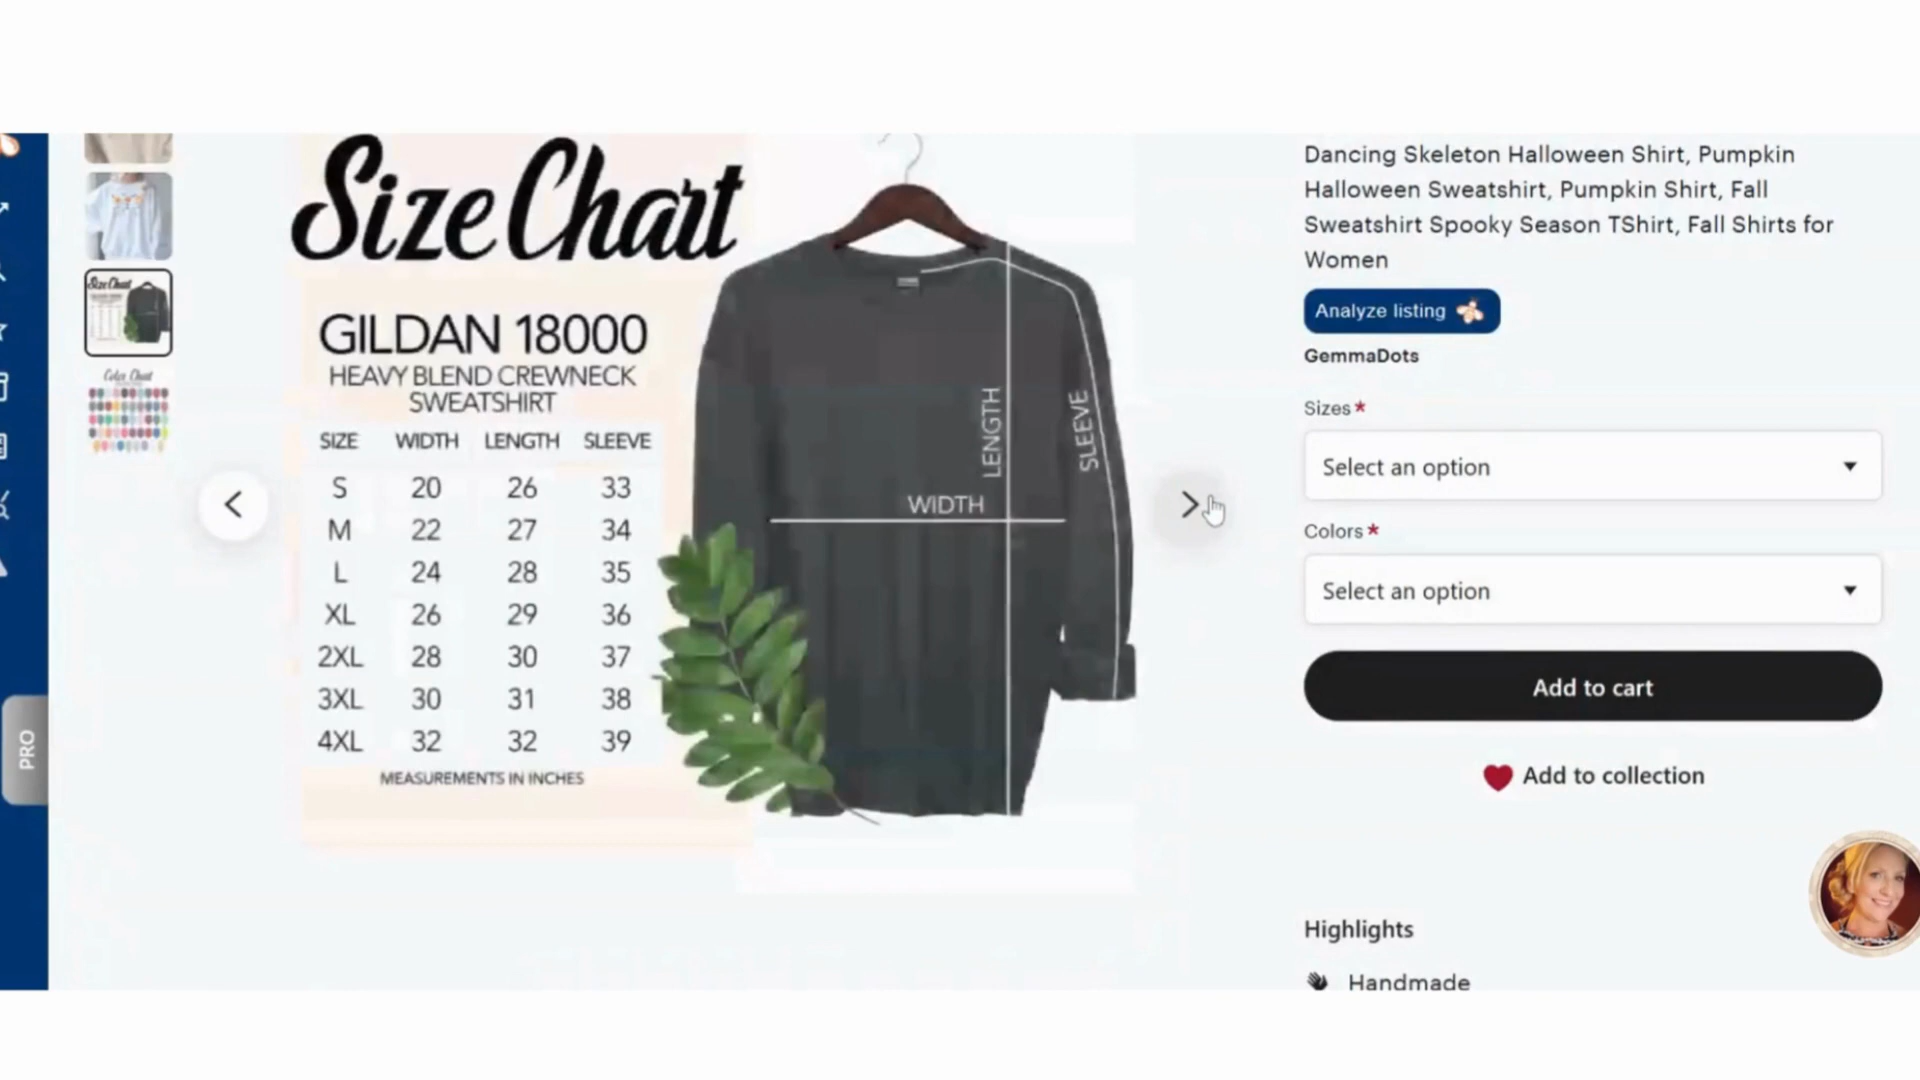 Size Chart
GILDAN 18000
HEAVY BLEND CREWNECK
SWEATSHIRT
SIZE WIDTH LENGTH SLEEVE
S 20 26 33
M 22 27 34
L 24 28 35
XL 26 29 36
2XL 28 30 37
3XL 30 31 38
4XL 32 32 39
MEASUREMENTS IN INCHES
LENGTH
SLEEVE
WIDTH
Size Chart
Color Chart
PRO
Dancing Skeleton Halloween Shirt, Pumpkin
Halloween Sweatshirt, Pumpkin Shirt, Fall
Sweatshirt Spooky Season TShirt, Fall Shirts for
Women
Analyze listing
GemmaDots
Sizes *
Select an option
Colors *
Select an option
Add to cart
Add to collection
Highlights
Handmade